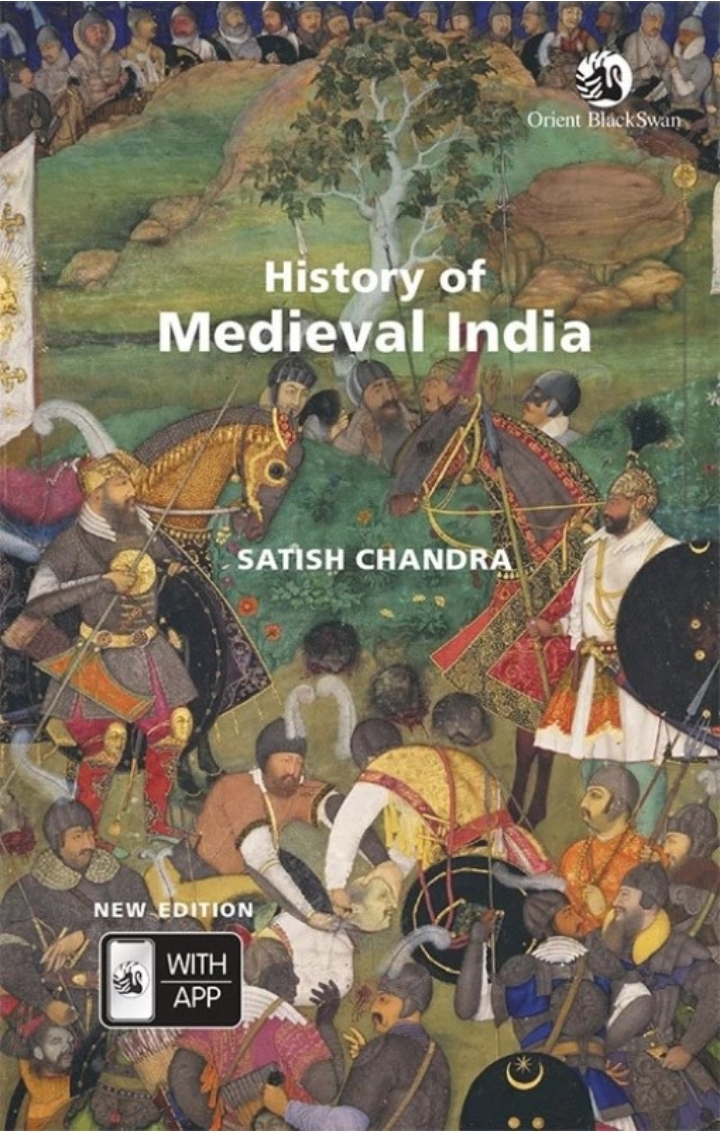 Orient BlackSwan
History of
Medieval India
SATISH CHANDRA
NEW EDITION
WITH
APP